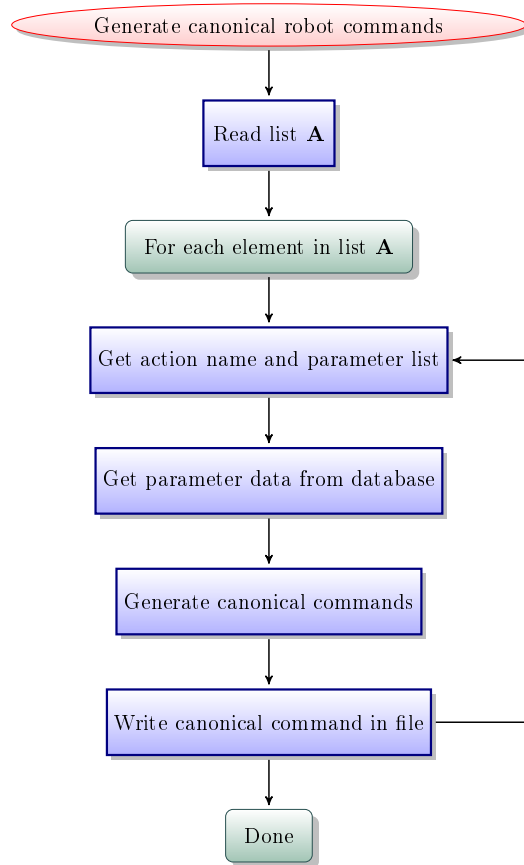 Generate canonical robot commands
Read list A
For each element in list A
Get action name and parameter list
Get parameter data from database
Generate canonical commands
Write canonical command in file
Done